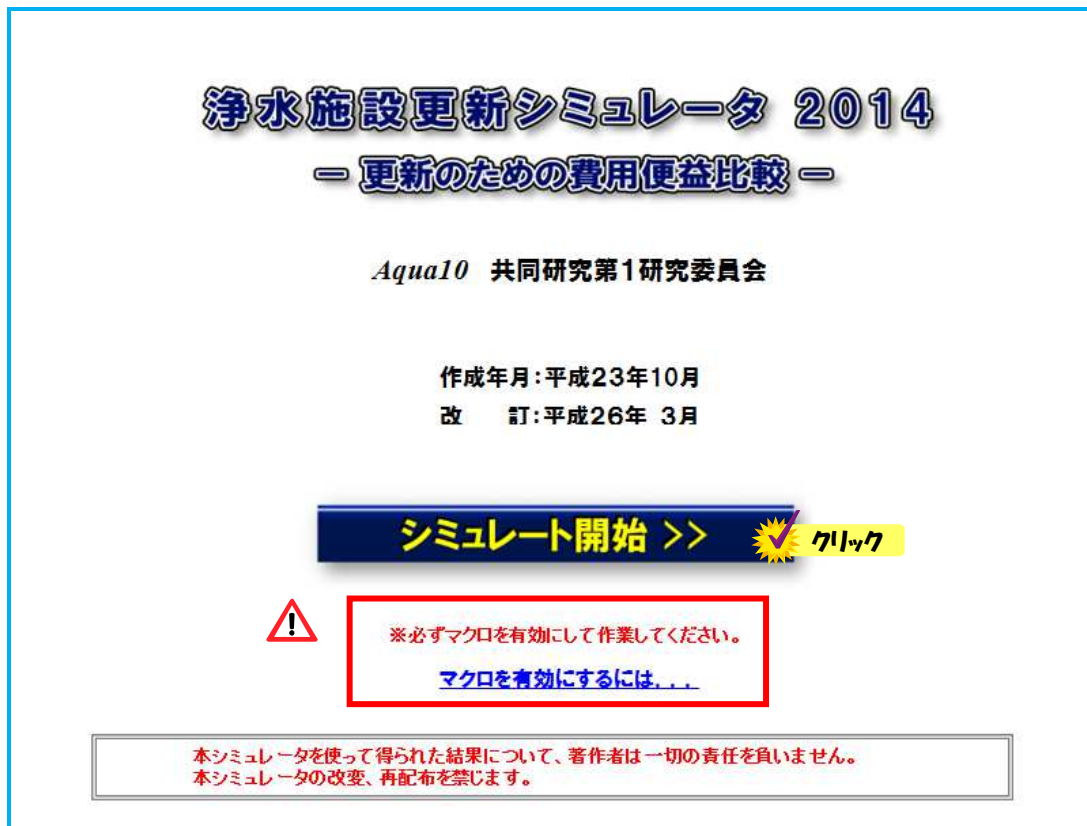 浄水施設更新シミュレータ 2014
― 更新のための費用便益比較 ―
Aqua10 共同研究第1研究委員会
作成年月:平成23年10月
改　　訂:平成26年 3月
シミュレート開始 >>
クリック
!
※必ずマクロを有効にして作業してください。
マクロを有効にするには...
本シミュレータを使って得られた結果について、著作者は一切の責任を負いません。
本シミュレータの改変、再配布を禁じます。